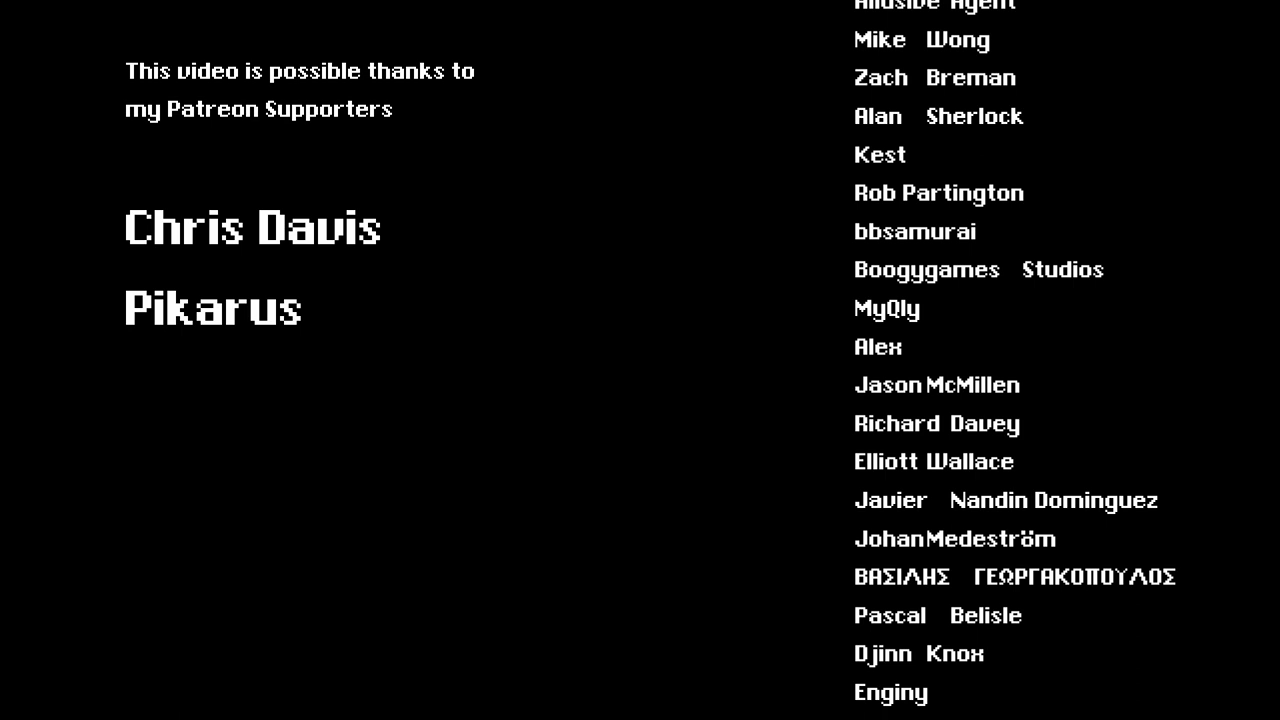 This video is possible thanks to
my Patreon Supporters
Chris Davis
Pikarus
Allusive Agent
Mike Wong
Zach Breman
Alan Sherlock
Kest
Rob Partington
bbsamurai
Boogygames Studios
MyQly
Alex
Jason McMillen
Richard Davey
Elliott Wallace
Javier Nandin Dominguez
Johan Medeström
ΒΑΣΙΛΗΣ ΓΕΩΡΓΑΚΟΠΟΥΛΟΣ
Pascal Belisle
Djinn Knox
Enginy